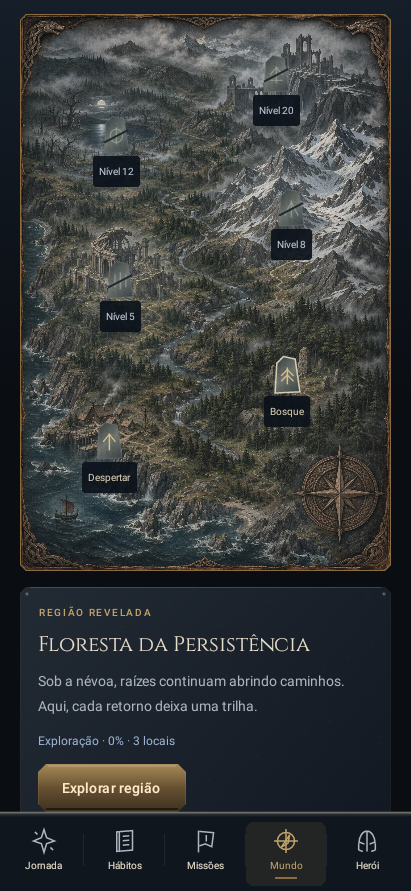 Nível 20
Nível 12
Nível 8
Nível 5
Bosque
Despertar
REGIÃO REVELADA
Floresta da Persistência
Sob a névoa, raízes continuam abrindo caminhos.
Aqui, cada retorno deixa uma trilha.
Exploração · 0% · 3 locais
Explorar região
Jornada
Hábitos
Missões
Mundo
Herói